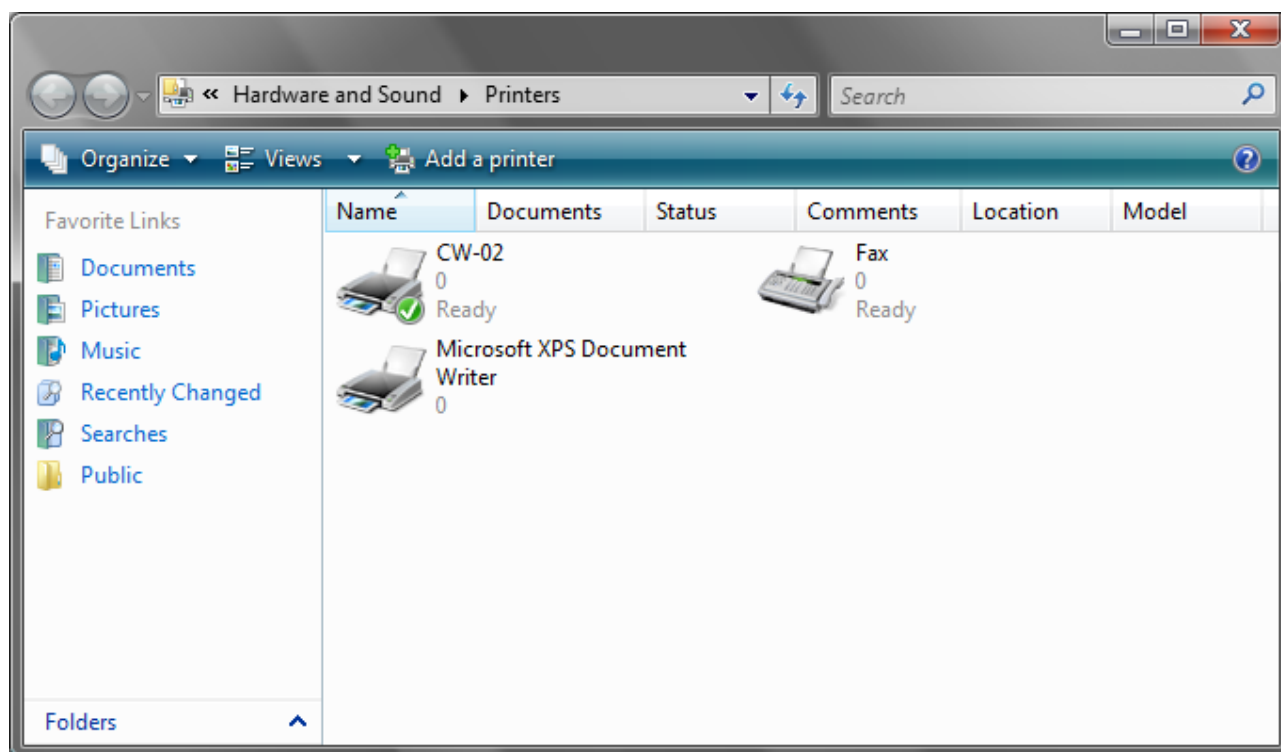 « Hardware and Sound Printers
Search
Organize Views Add a printer
Favorite Links
Documents
Pictures
Music
Recently Changed
Searches
Public
Folders
Name Documents Status Comments Location Model
CW-02
0
Ready
Fax
0
Ready
Microsoft XPS Document
Writer
0